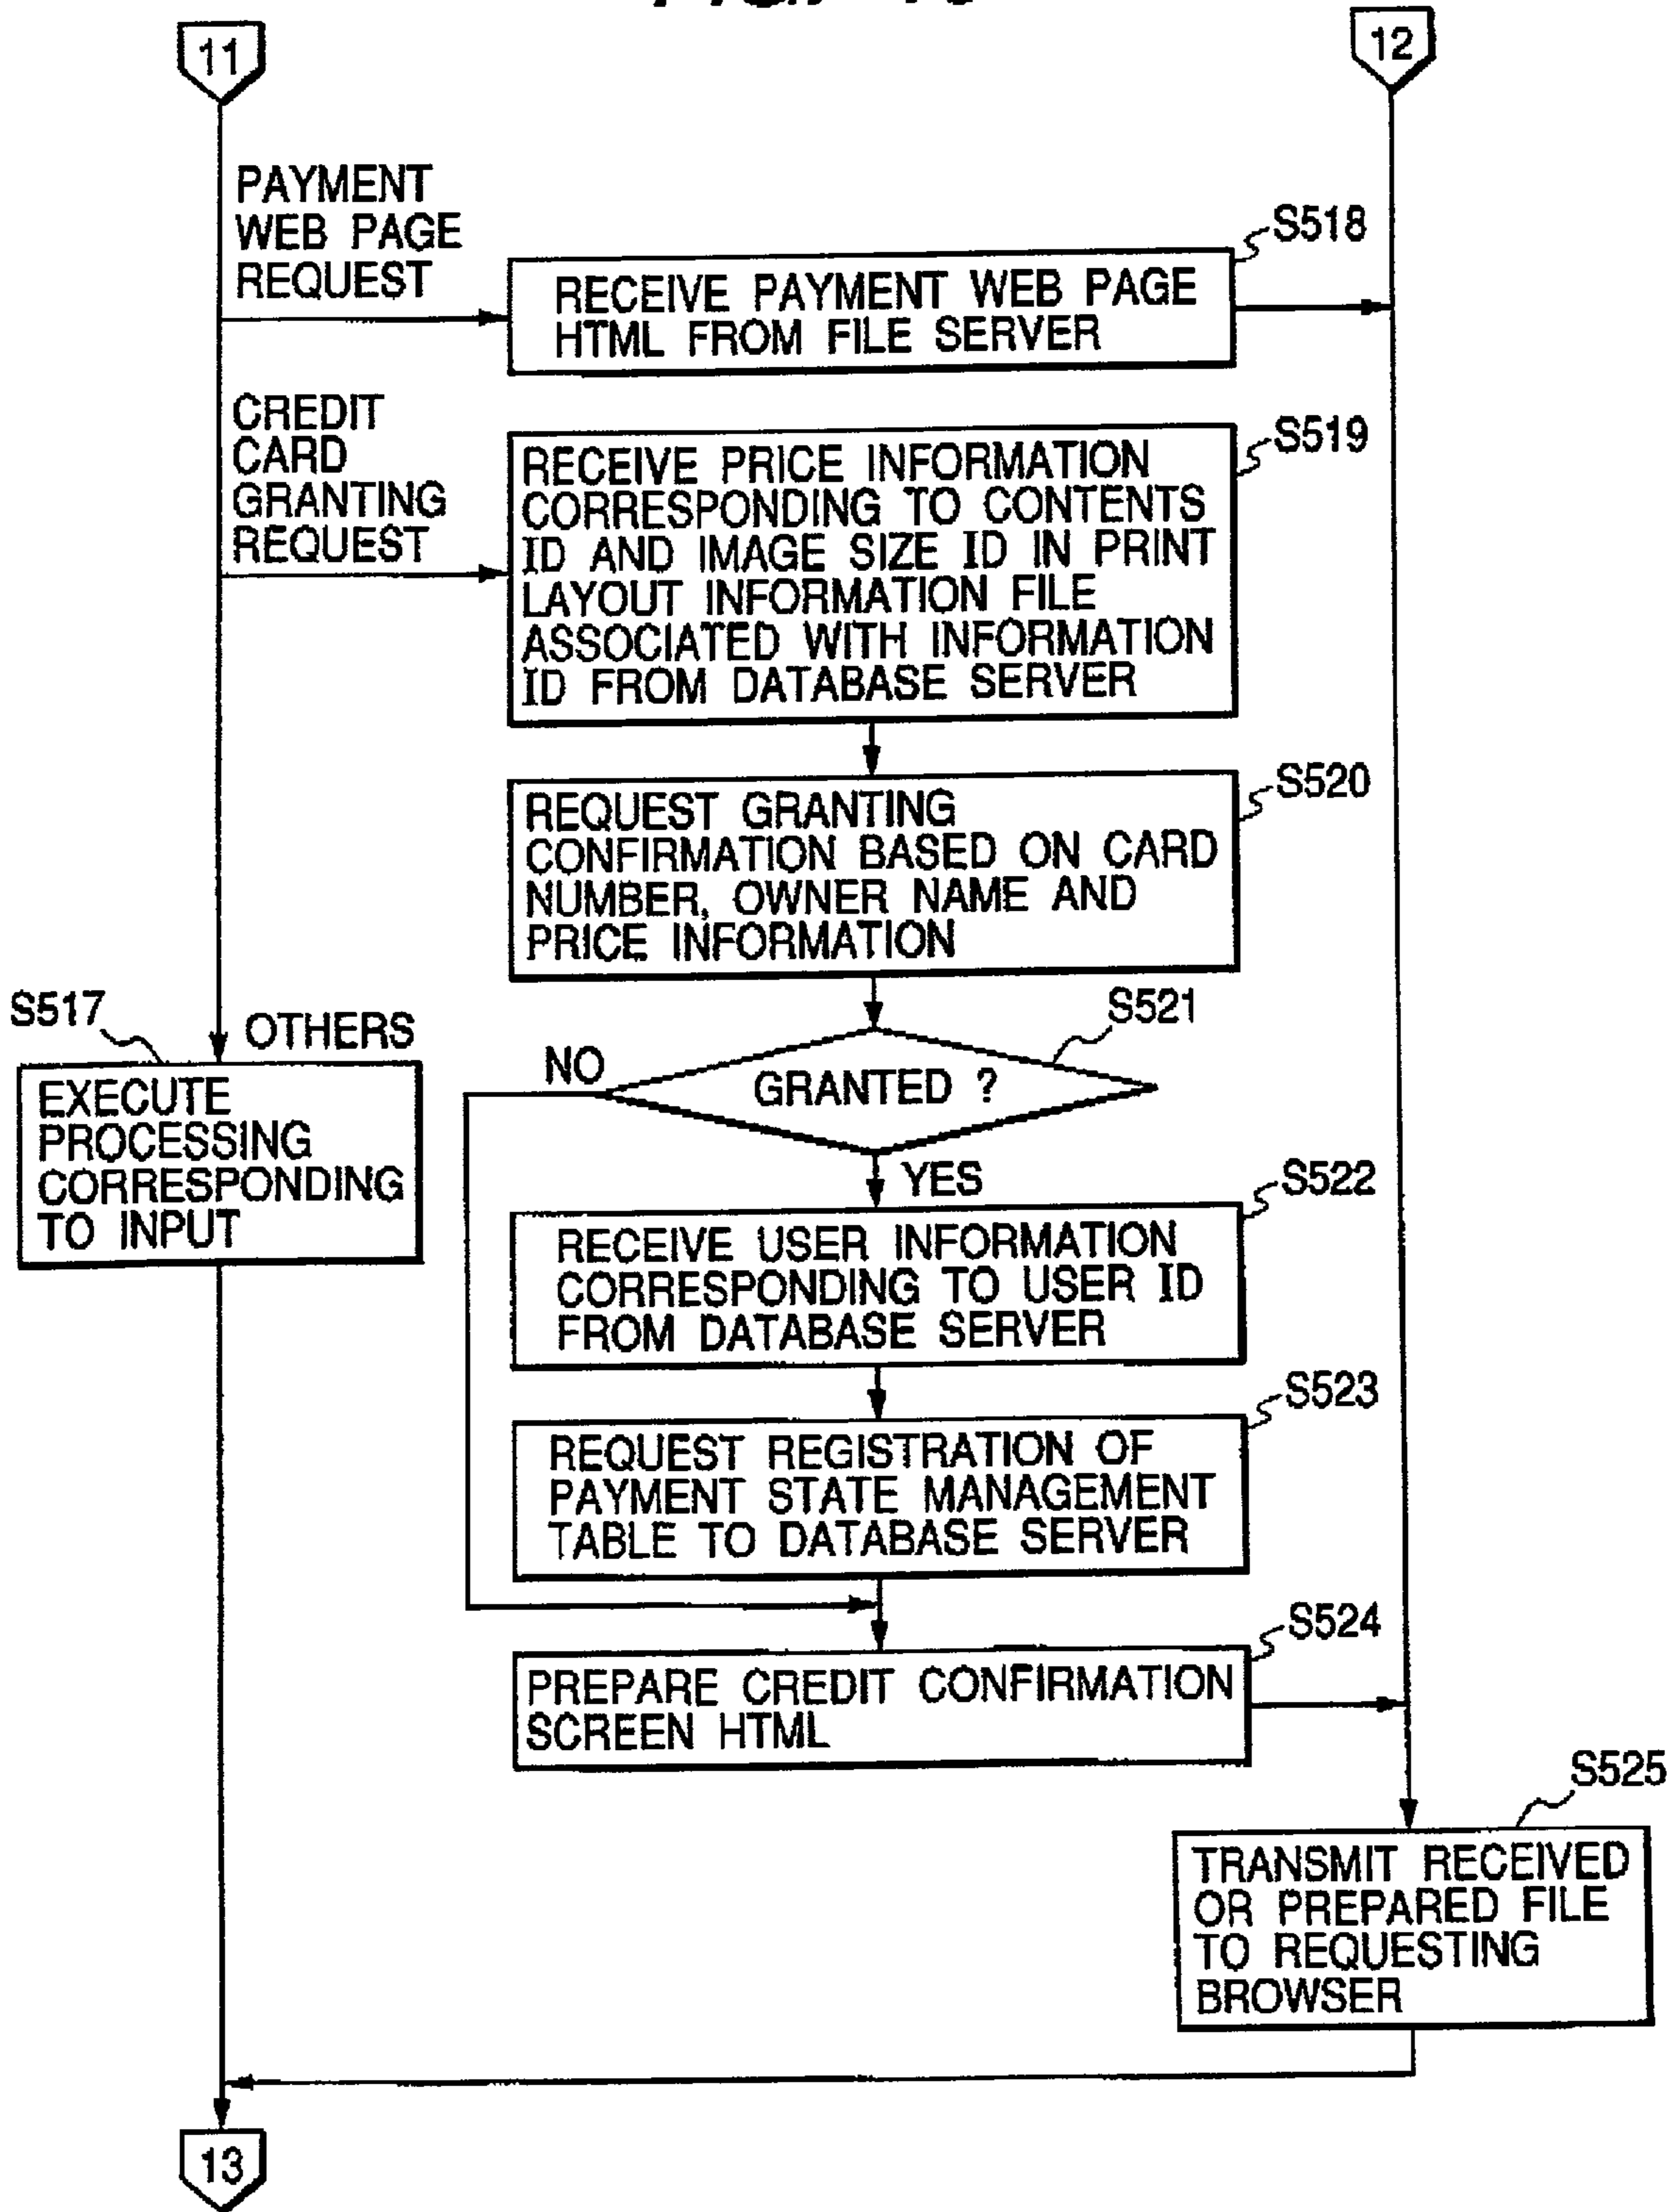 11
12
PAYMENT
WEB PAGE
REQUEST
S518
RECEIVE PAYMENT WEB PAGE
HTML FROM FILE SERVER
CREDIT
CARD
GRANTING
REQUEST
S519
RECEIVE PRICE INFORMATION
CORRESPONDING TO CONTENTS
ID AND IMAGE SIZE ID IN PRINT
LAYOUT INFORMATION FILE
ASSOCIATED WITH INFORMATION
ID FROM DATABASE SERVER
S520
REQUEST GRANTING
CONFIRMATION BASED ON CARD
NUMBER, OWNER NAME AND
PRICE INFORMATION
S517
OTHERS
EXECUTE
PROCESSING
CORRESPONDING
TO INPUT
S521
NO
GRANTED ?
YES
S522
RECEIVE USER INFORMATION
CORRESPONDING TO USER ID
FROM DATABASE SERVER
S523
REQUEST REGISTRATION OF
PAYMENT STATE MANAGEMENT
TABLE TO DATABASE SERVER
S524
PREPARE CREDIT CONFIRMATION
SCREEN HTML
S525
TRANSMIT RECEIVED
OR PREPARED FILE
TO REQUESTING
BROWSER
13